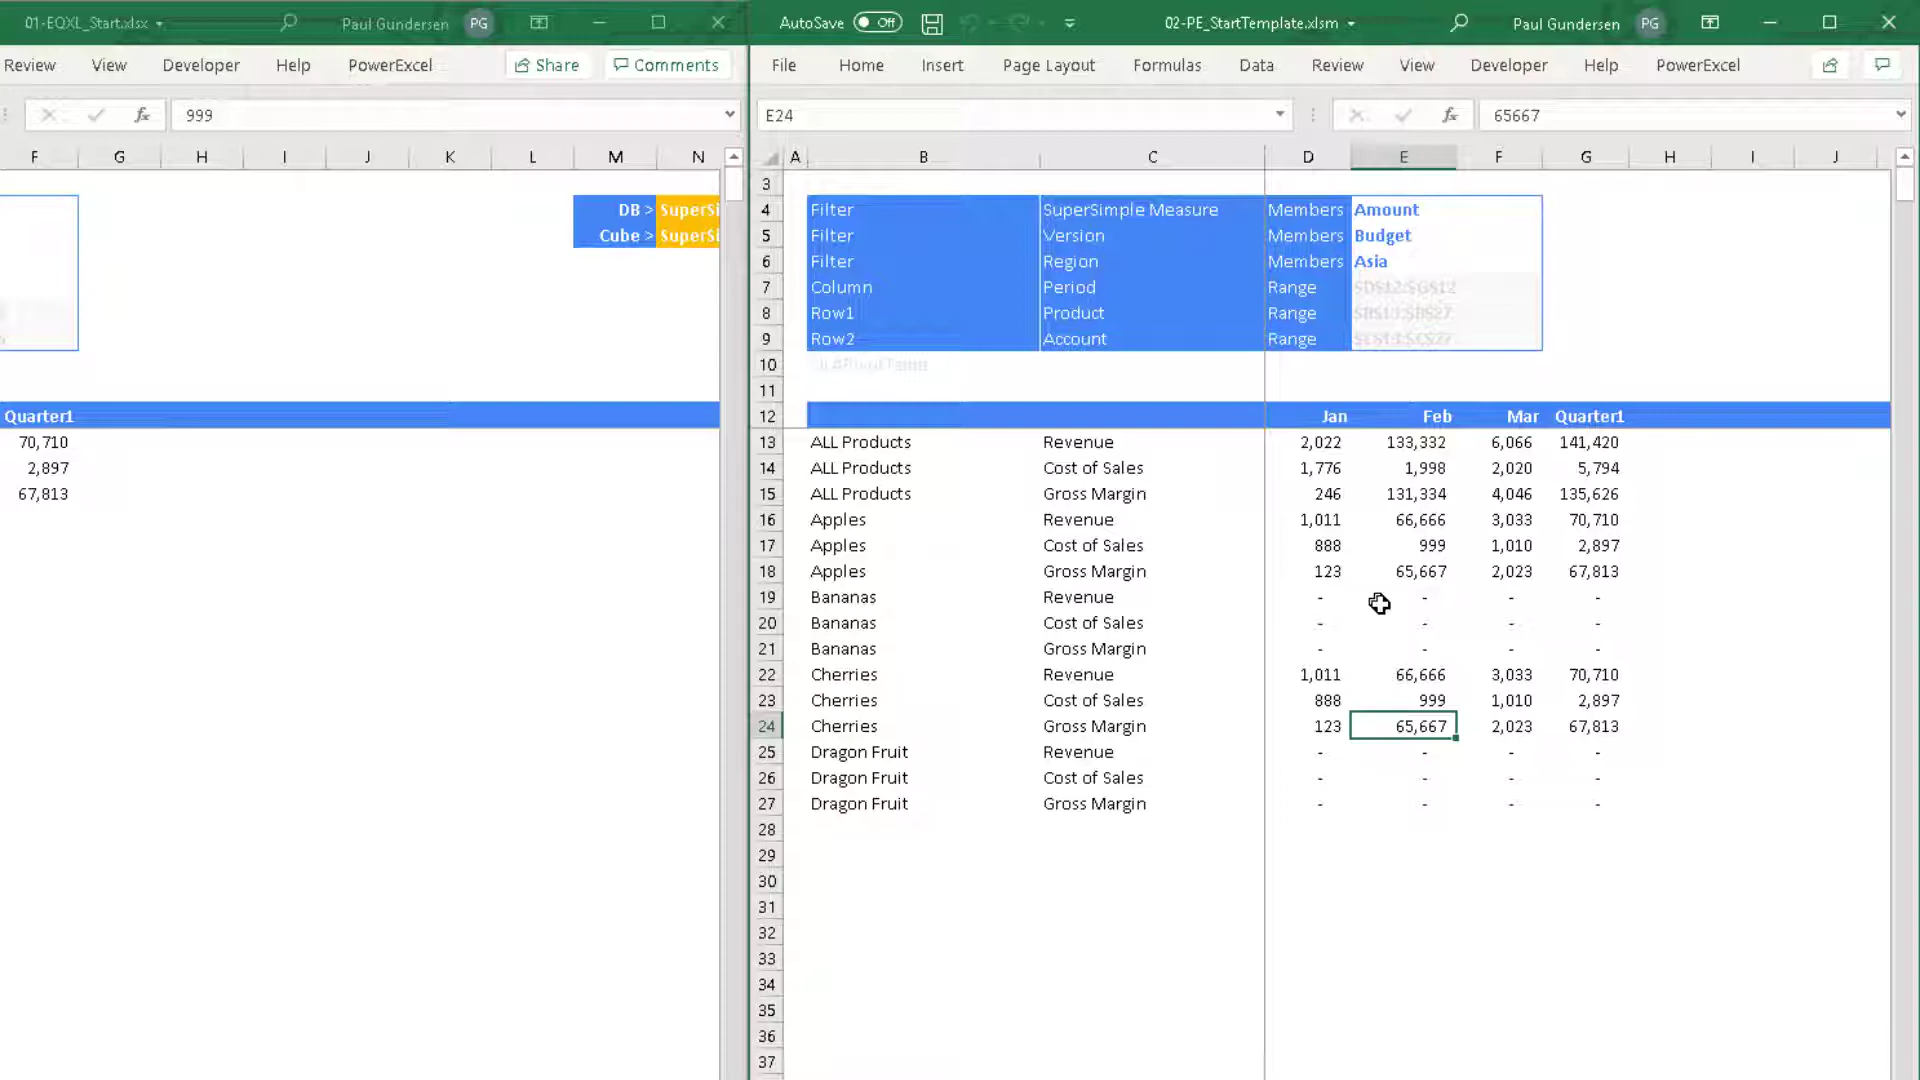 01-EQXL_Start.xlsx Paul Gundersen PG
Review View Developer Help PowerExcel Share Comments
fx 999
F G H I J K L M N
DB > SuperSi
Cube > SuperSi
Quarter1
70,710
2,897
67,813
AutoSave Off 02-PE_StartTemplate.xlsm Paul Gundersen PG
File Home Insert Page Layout Formulas Data Review View Developer Help PowerExcel
E24 fx 65667
A B C D E F G H I J
3
4 Filter SuperSimple Measure Members Amount
5 Filter Version Members Budget
6 Filter Region Members Asia
7 Column Period Range $D$12:$G$12
8 Row1 Product Range $B$13:$B$27
9 Row2 Account Range $C$13:$C$27
10
11
12 Jan Feb Mar Quarter1
13 ALL Products Revenue 2,022 133,332 6,066 141,420
14 ALL Products Cost of Sales 1,776 1,998 2,020 5,794
15 ALL Products Gross Margin 246 131,334 4,046 135,626
16 Apples Revenue 1,011 66,666 3,033 70,710
17 Apples Cost of Sales 888 999 1,010 2,897
18 Apples Gross Margin 123 65,667 2,023 67,813
19 Bananas Revenue - - - -
20 Bananas Cost of Sales - - - -
21 Bananas Gross Margin - - - -
22 Cherries Revenue 1,011 66,666 3,033 70,710
23 Cherries Cost of Sales 888 999 1,010 2,897
24 Cherries Gross Margin 123 65,667 2,023 67,813
25 Dragon Fruit Revenue - - - -
26 Dragon Fruit Cost of Sales - - - -
27 Dragon Fruit Gross Margin - - - -
28
29
30
31
32
33
34
35
36
37